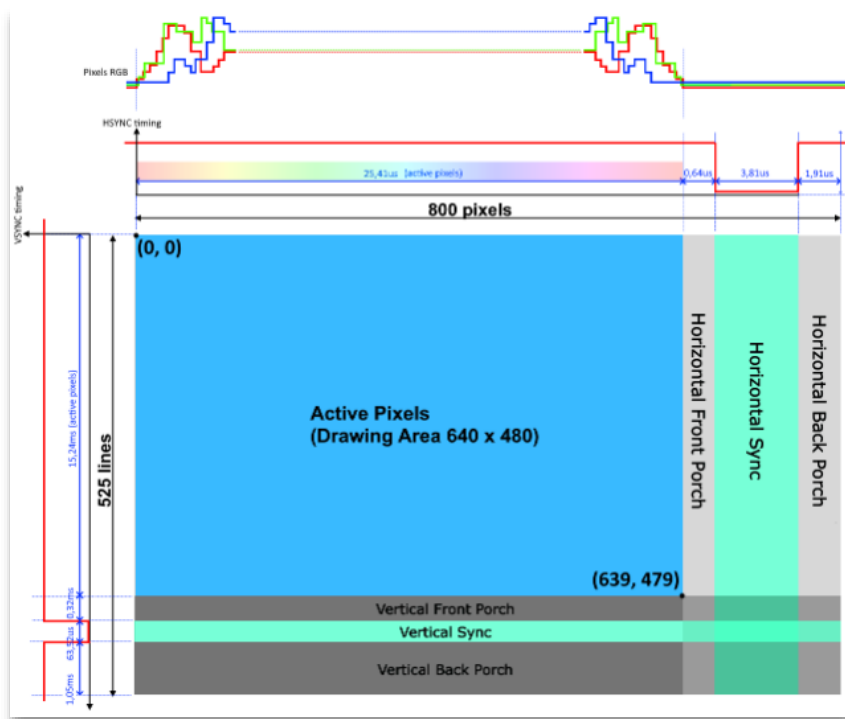 Pixels RGB
HSYNC timing
25,41us (active pixels)
0,64us
3,81us
1,91us
800 pixels
VSYNC timing
(0, 0)
15,24ms (active pixels)
525 lines
Active Pixels
(Drawing Area 640 x 480)
Horizontal Front Porch
Horizontal Sync
Horizontal Back Porch
(639, 479)
0,32ms
Vertical Front Porch
63,52us
Vertical Sync
1,05ms
Vertical Back Porch